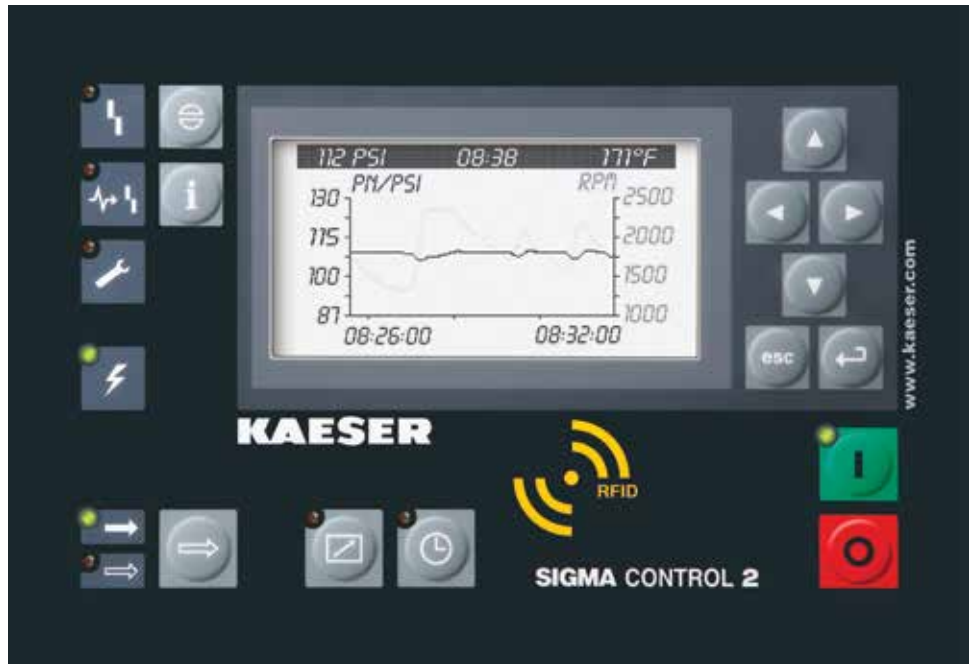 112 PSI 08:38 171°F
PN/PSI RPM
130 2500
115 2000
100 1500
87 1000
08:26:00 08:32:00
i
esc
www.kaeser.com
KAESER
RFID
I
O
SIGMA CONTROL 2